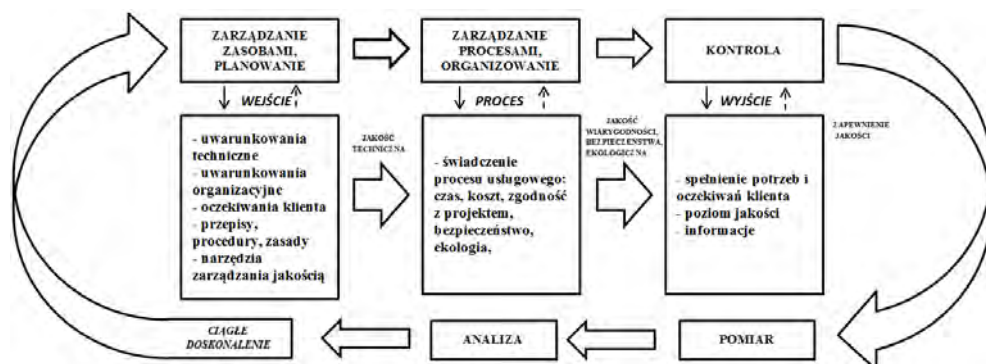 ZARZĄDZANIE
ZASOBAMI,
PLANOWANIE
ZARZĄDZANIE
PROCESAMI,
ORGANIZOWANIE
KONTROLA
WEJŚCIE
PROCES
WYJŚCIE
- uwarunkowania
techniczne
- uwarunkowania
organizacyjne
- oczekiwania klienta
- przepisy,
procedury, zasady
- narzędzia
zarządzania jakością
JAKOŚĆ
TECHNICZNA
- świadczenie
procesu usługowego:
czas, koszt, zgodność
z projektem,
bezpieczeństwo,
ekologia,
JAKOŚĆ
WIARYGODNOŚCI,
BEZPIECZEŃSTWA,
EKOLOGICZNA
- spełnienie potrzeb i
oczekiwań klienta
- poziom jakości
- informacje
ZAPEWNIENIE
JAKOŚCI
CIĄGŁE
DOSKONALENIE
ANALIZA
POMIAR